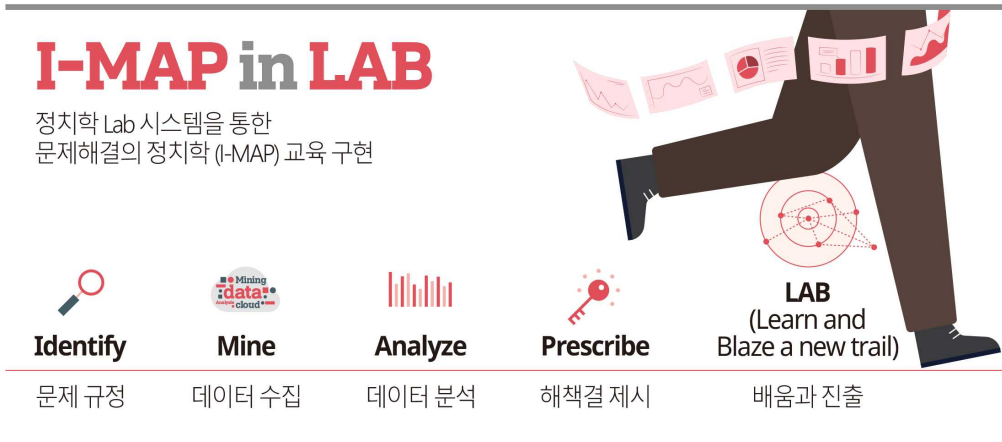 I-MAP in LAB
정치학 Lab 시스템을 통한
문제해결의 정치학 (I-MAP) 교육 구현
Mining
data
Analysis
cloud
Identify
Mine
Analyze
Prescribe
LAB
(Learn and
Blaze a new trail)
문제 규정
데이터 수집
데이터 분석
해책결 제시
배움과 진출